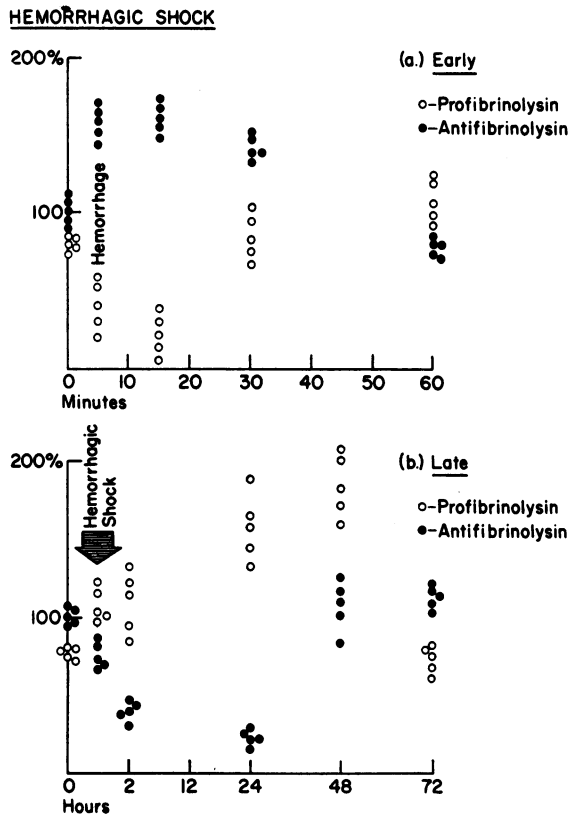 HEMORRHAGIC SHOCK
200%
(a.) Early
o-Profibrinolysin
●-Antifibrinolysin
100
Hemorrhage
0 10 20 30 40 50 60
Minutes
200%
Hemorrhagic
Shock
(b.) Late
o-Profibrinolysin
●-Antifibrinolysin
100
0 2 12 24 48 72
Hours